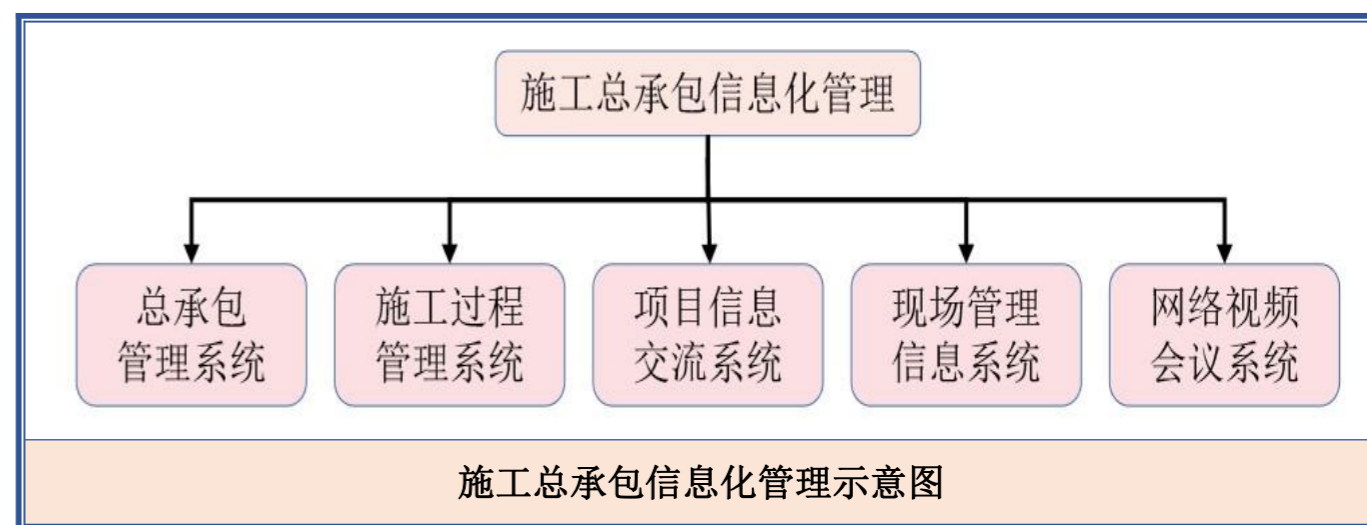 施工总承包信息化管理
总承包
管理系统
施工过程
管理系统
项目信息
交流系统
现场管理
信息系统
网络视频
会议系统
施工总承包信息化管理示意图